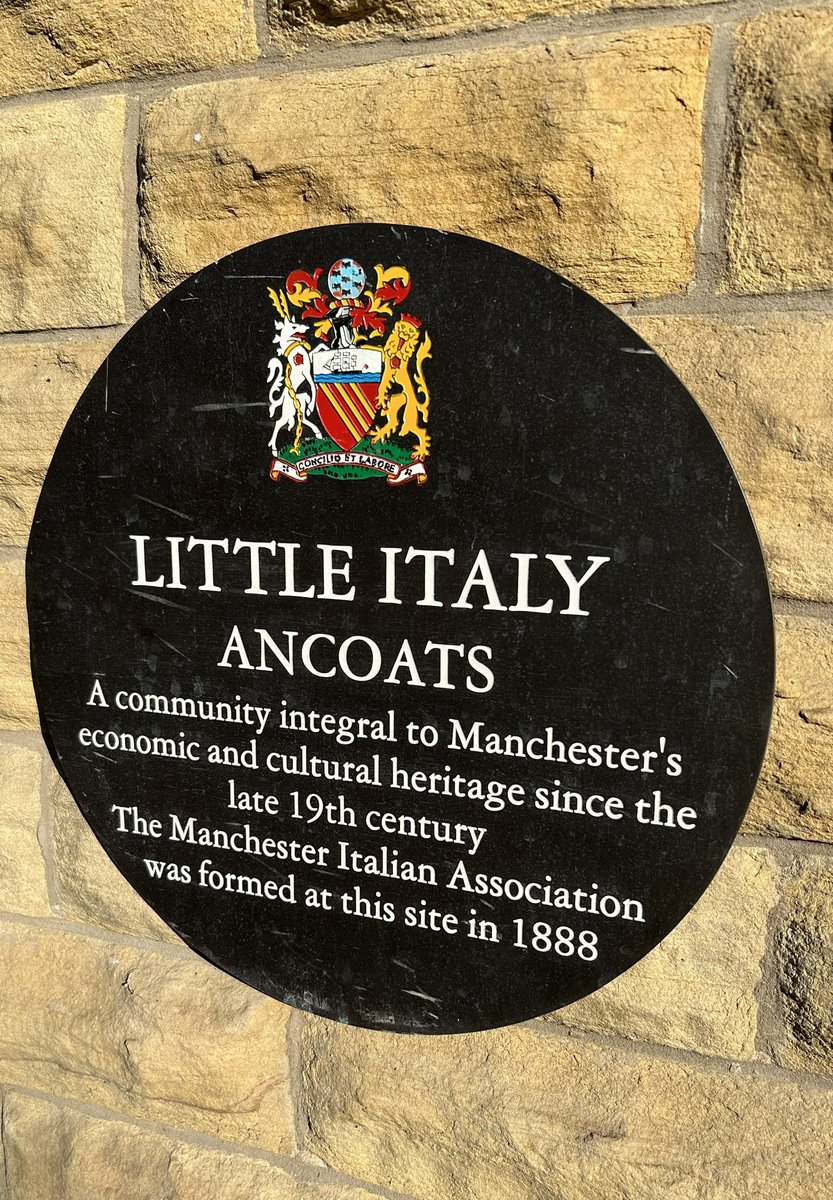 CONCILIO ET LABORE
LITTLE ITALY
ANCOATS
A community integral to Manchester's
economic and cultural heritage since the
late 19th century
The Manchester Italian Association
was formed at this site in 1888